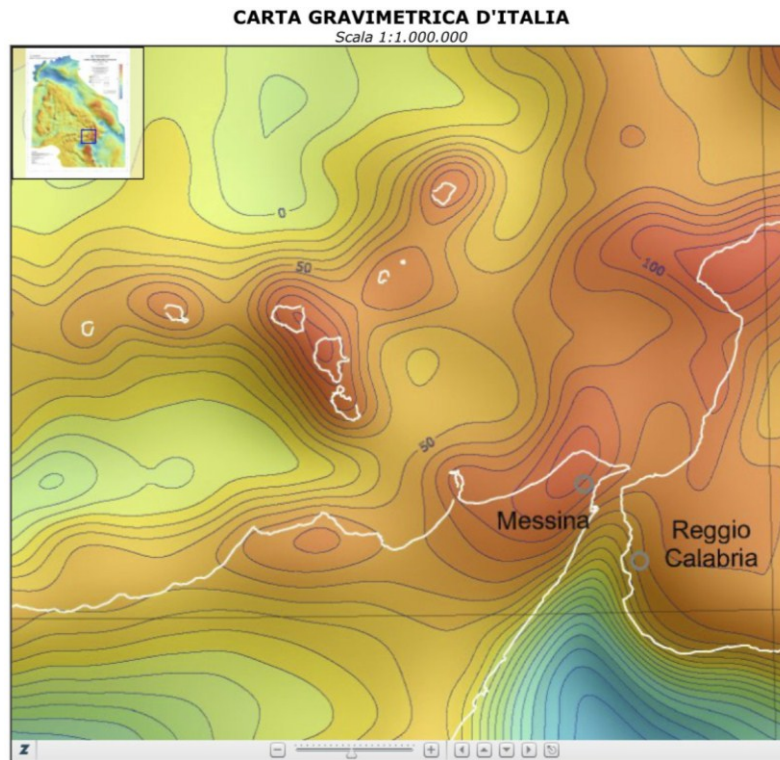 CARTA GRAVIMETRICA D'ITALIA
Scala 1:1.000.000
0
50
100
50
Messina
Reggio
Calabria
Z